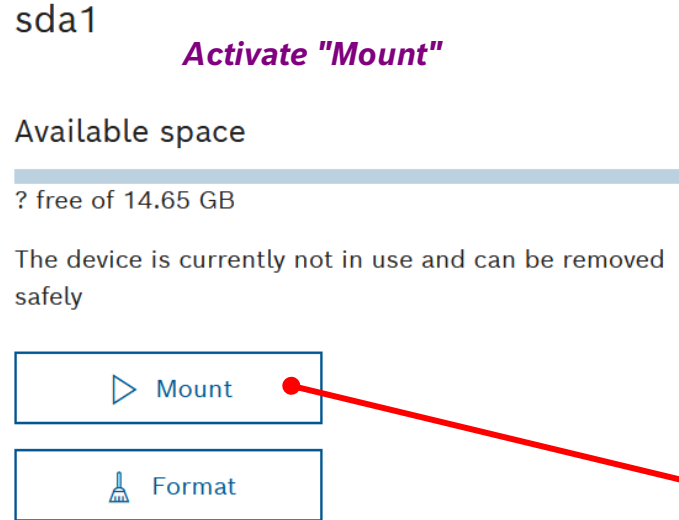 sda1
Activate "Mount"
Available space
? free of 14.65 GB
The device is currently not in use and can be removed
safely
Mount
Format